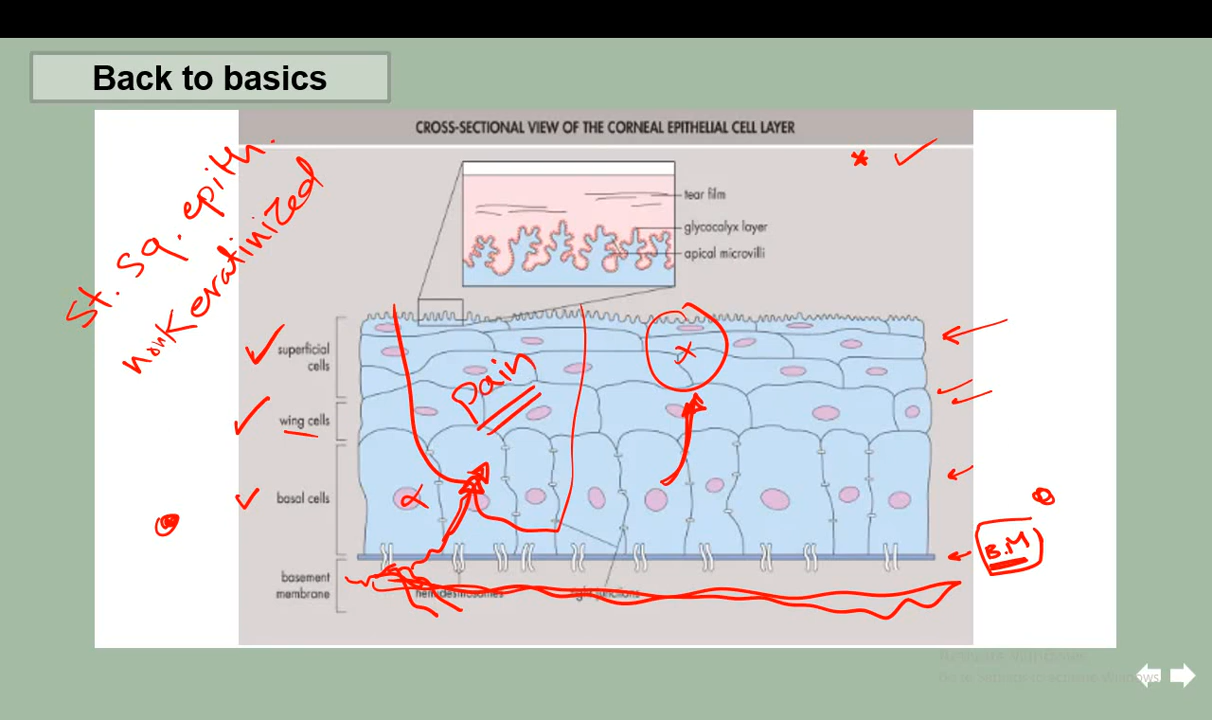 Back to basics
CROSS-SECTIONAL VIEW OF THE CORNEAL EPITHELIAL CELL LAYER
St. Sq. epith.
non Keratinized
tear film
glycocalyx layer
apical microvilli
superficial
cells
Pain
wing cells
basal cells
B.M
basement
membrane
hemidesmosomes
tight junctions